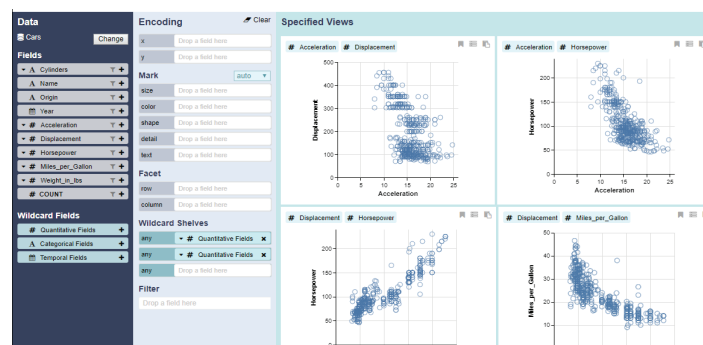 Data
Cars
Change
Fields
A Cylinders
A Name
A Origin
Year
# Acceleration
# Displacement
# Horsepower
# Miles_per_Gallon
# Weight_in_lbs
# COUNT
Wildcard Fields
# Quantitative Fields
A Categorical Fields
Temporal Fields
Encoding
Clear
x Drop a field here
y Drop a field here
Mark
auto
size Drop a field here
color Drop a field here
shape Drop a field here
detail Drop a field here
text Drop a field here
Facet
row Drop a field here
column Drop a field here
Wildcard Shelves
any # Quantitative Fields
any # Quantitative Fields
any Drop a field here
Filter
Drop a field here
Specified Views
# Acceleration # Displacement
500
400
300
200
100
0
Displacement
0 5 10 15 20 25
Acceleration
# Acceleration # Horsepower
200
150
100
50
0
Horsepower
0 5 10 15 20 25
Acceleration
# Displacement # Horsepower
200
150
100
50
Horsepower
# Displacement # Miles_per_Gallon
50
40
30
20
10
Miles_per_Gallon